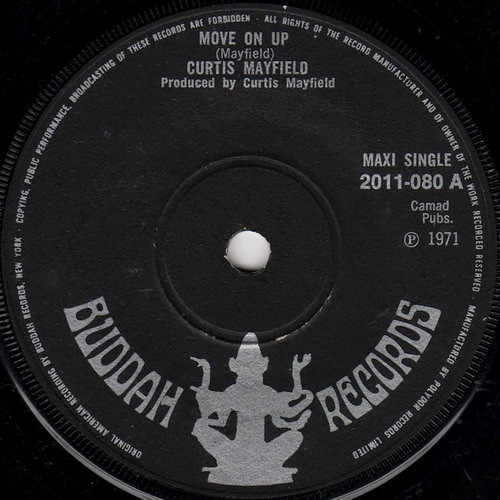 ORIGINAL AMERICAN RECORDING BY BUDDAH RECORDS, NEW YORK · COPYING, PUBLIC PERFORMANCE, BROADCASTING OF THESE RECORDS ARE FORBIDDEN · ALL RIGHTS OF THE RECORD MANUFACTURER AND OF OWNER OF THE WORK RECORDED RESERVED · MANUFACTURED BY POLYDOR RECORDS LIMITED
MOVE ON UP
(Mayfield)
CURTIS MAYFIELD
Produced by Curtis Mayfield
MAXI SINGLE
2011-080 A
Camad
Pubs.
Ⓟ 1971
BUDDAH RECORDS